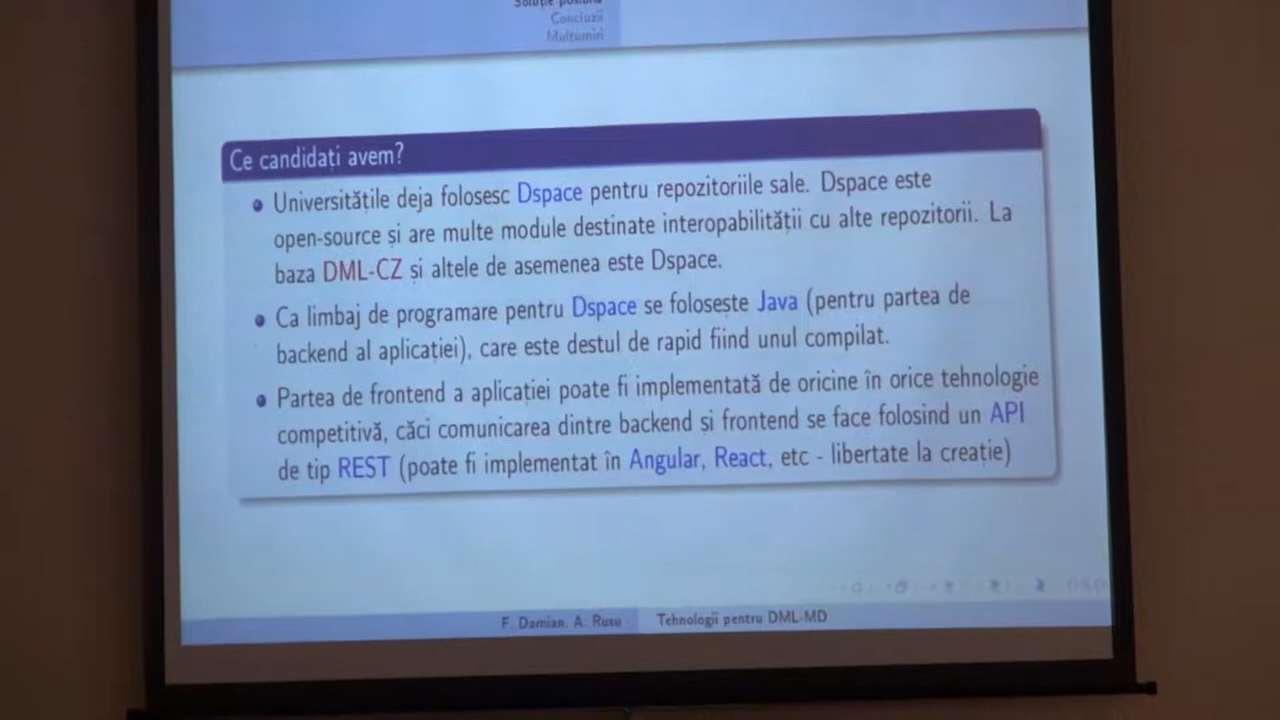 Soluție posibilă
Concluzii
Multumiri
Ce candidați avem?
Universitățile deja folosesc Dspace pentru repozitoriile sale. Dspace este
open-source și are multe module destinate interopabilității cu alte repozitorii. La
baza DML-CZ și altele de asemenea este Dspace.
Ca limbaj de programare pentru Dspace se folosește Java (pentru partea de
backend al aplicației), care este destul de rapid fiind unul compilat.
Partea de frontend a aplicației poate fi implementată de oricine în orice tehnologie
competitivă, căci comunicarea dintre backend și frontend se face folosind un API
de tip REST (poate fi implementat în Angular, React, etc - libertate la creație)
F. Damian, A. Rusu
Tehnologii pentru DML-MD